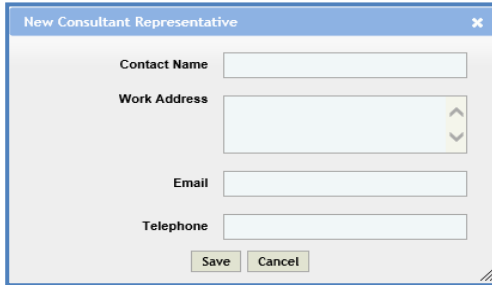 New Consultant Representative
Contact Name
Work Address
Email
Telephone
Save Cancel